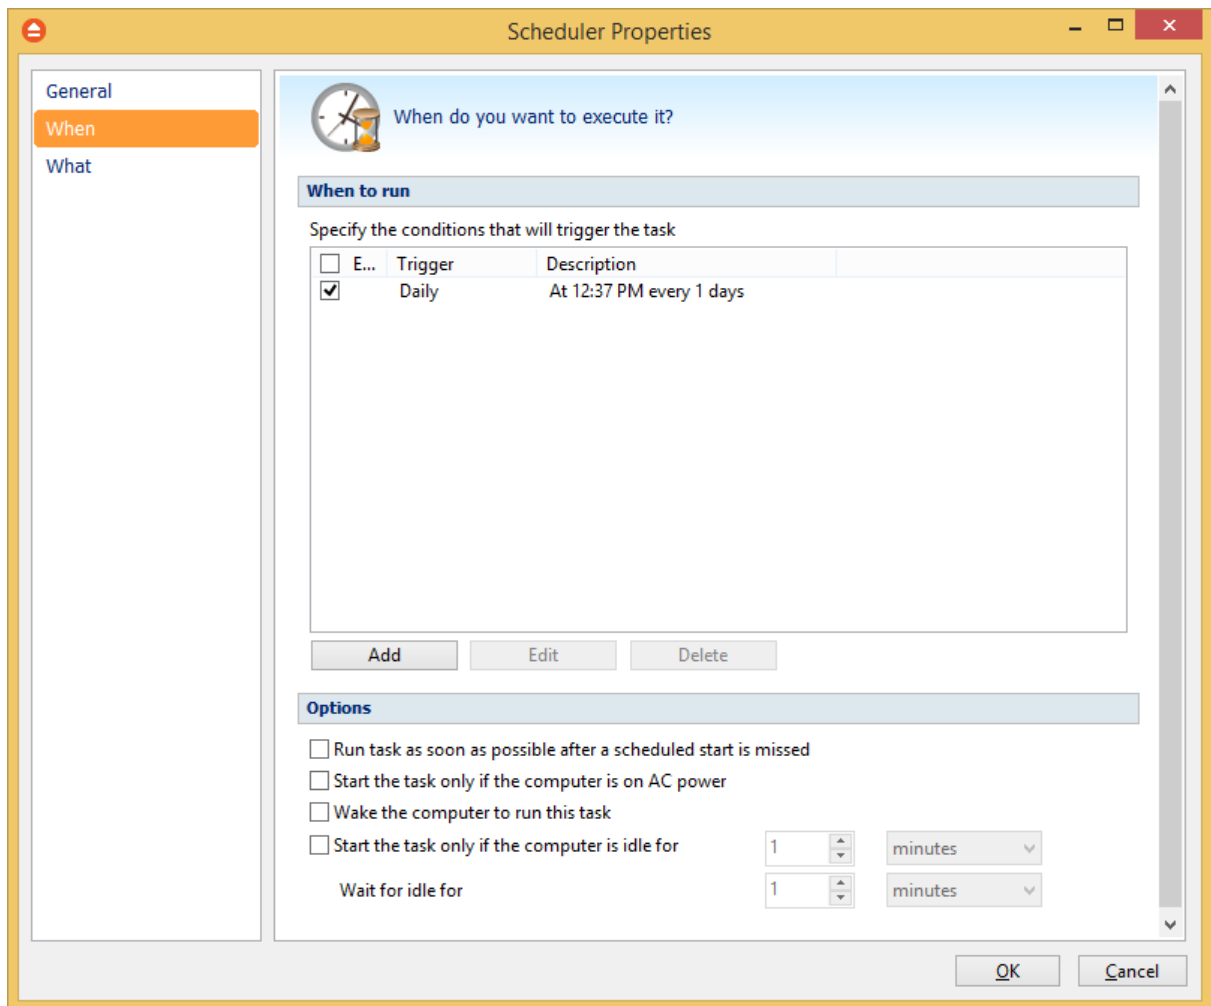 Scheduler Properties
General
When
What
When do you want to execute it?
When to run
Specify the conditions that will trigger the task
E... Trigger Description
Daily At 12:37 PM every 1 days
Add Edit Delete
Options
Run task as soon as possible after a scheduled start is missed
Start the task only if the computer is on AC power
Wake the computer to run this task
Start the task only if the computer is idle for 1 minutes
Wait for idle for 1 minutes
OK Cancel